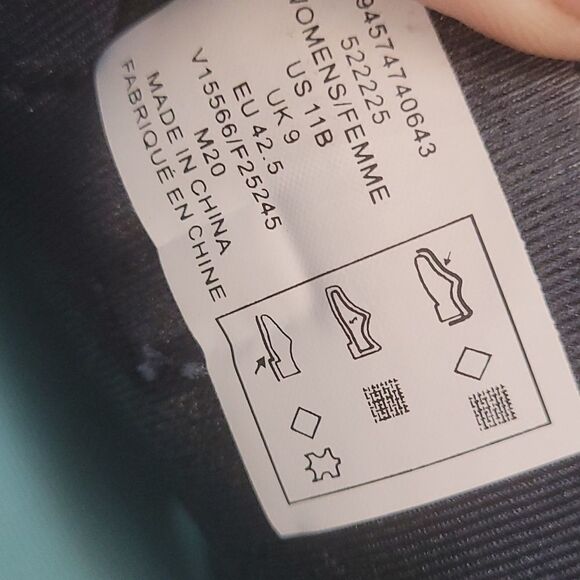 94574740643
522225
WOMENS/FEMME
US 11B
UK 9
EU 42.5
M20
V15566/F25245
MADE IN CHINA
FABRIQUÉ EN CHINE